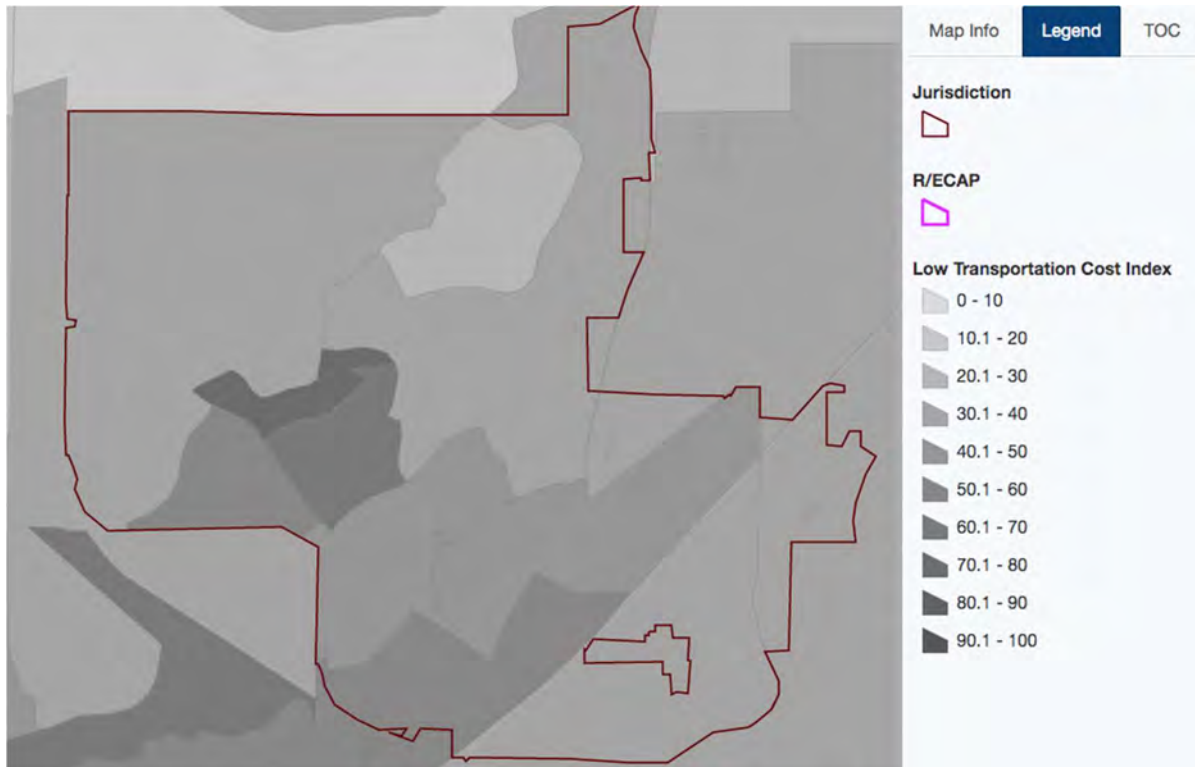 Map Info Legend TOC
Jurisdiction
R/ECAP
Low Transportation Cost Index
0 - 10
10.1 - 20
20.1 - 30
30.1 - 40
40.1 - 50
50.1 - 60
60.1 - 70
70.1 - 80
80.1 - 90
90.1 - 100